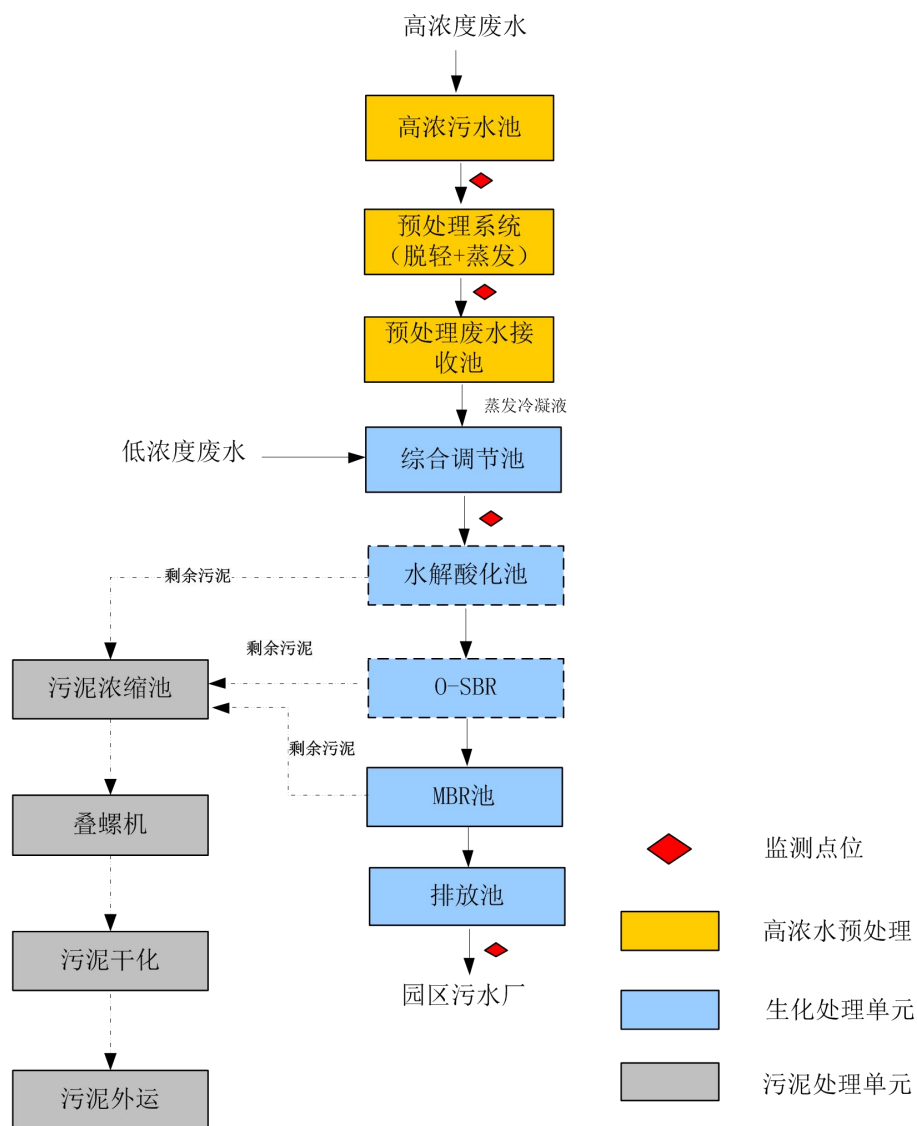 高浓度废水
高浓污水池
预处理系统
（脱轻+蒸发）
预处理废水接
收池
蒸发冷凝液
低浓度废水
综合调节池
水解酸化池
剩余污泥
剩余污泥
O-SBR
污泥浓缩池
剩余污泥
MBR池
叠螺机
监测点位
排放池
高浓水预处理
污泥干化
园区污水厂
生化处理单元
污泥处理单元
污泥外运